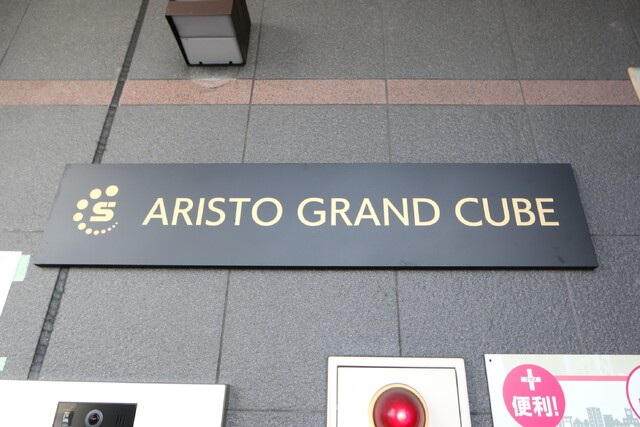 S ARISTO GRAND CUBE
+
便利!